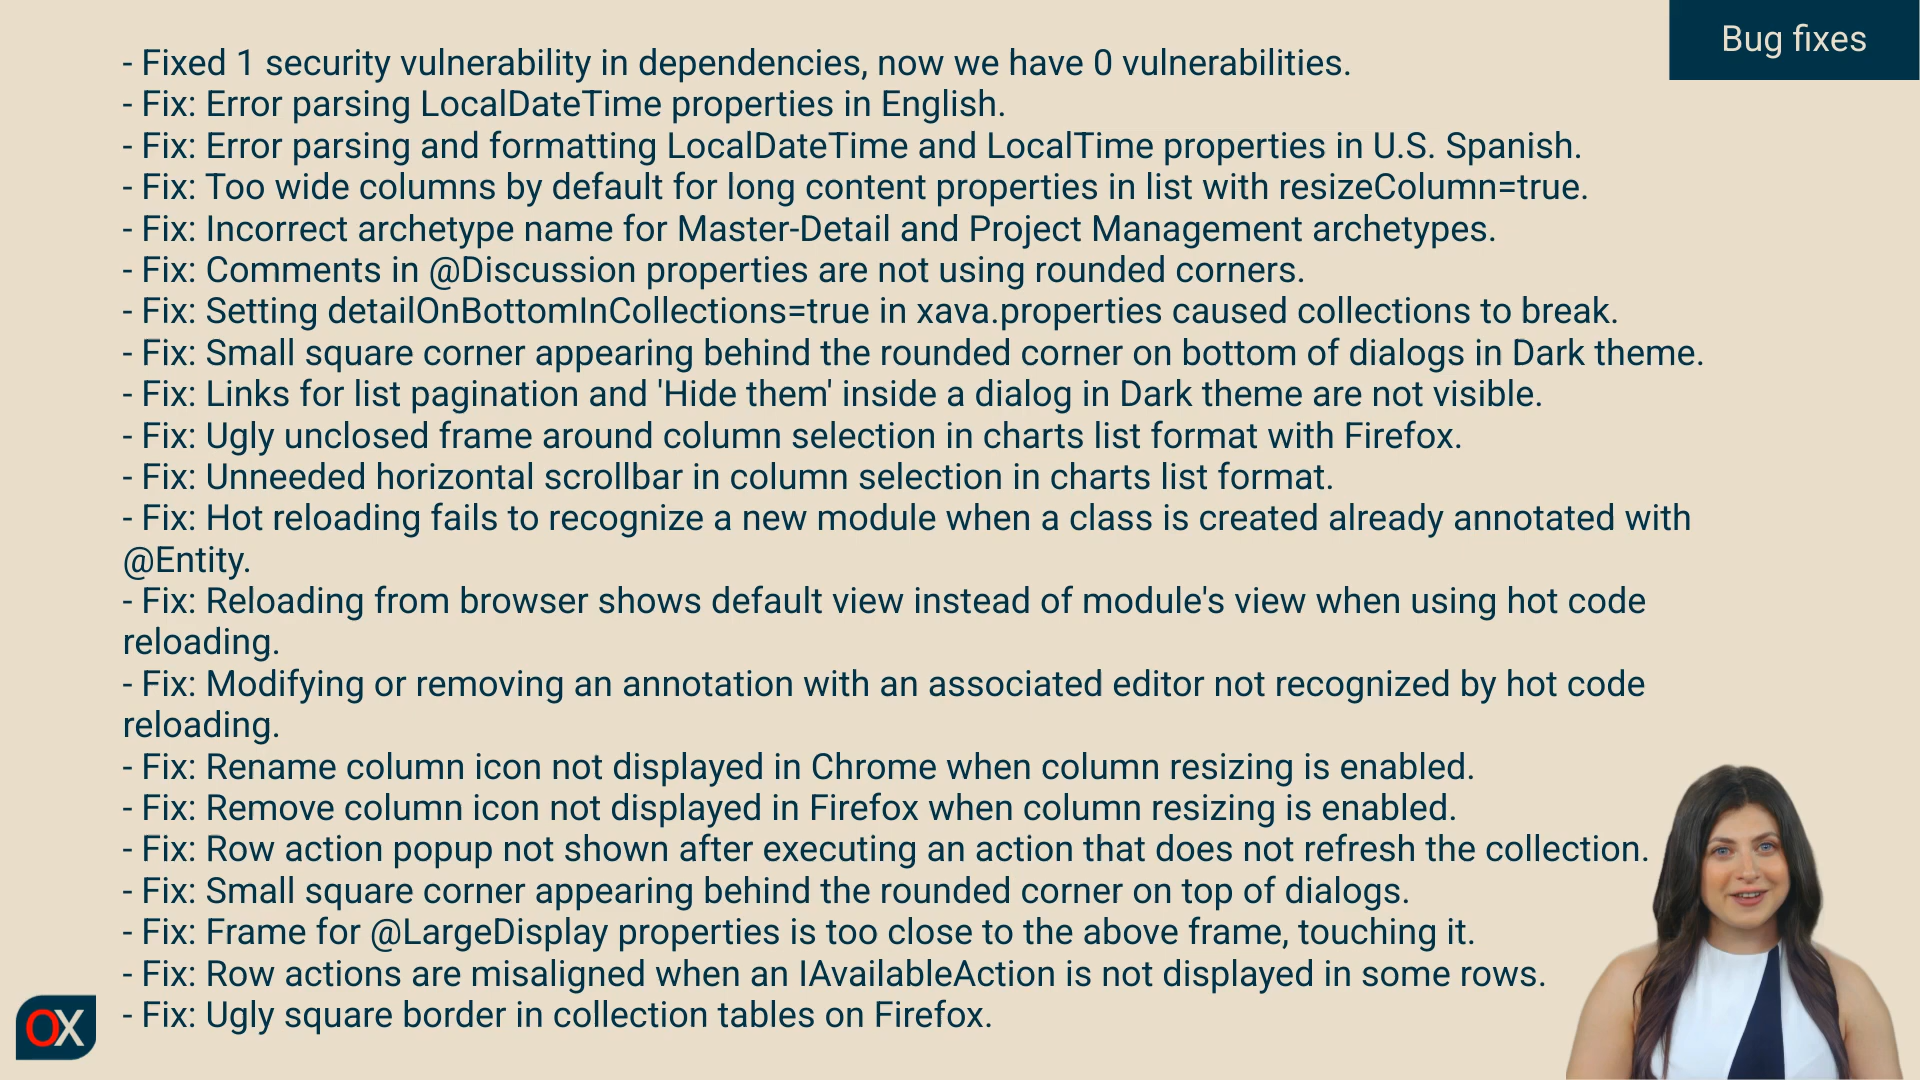 Bug fixes
- Fixed 1 security vulnerability in dependencies, now we have 0 vulnerabilities.
- Fix: Error parsing LocalDateTime properties in English.
- Fix: Error parsing and formatting LocalDateTime and LocalTime properties in U.S. Spanish.
- Fix: Too wide columns by default for long content properties in list with resizeColumn=true.
- Fix: Incorrect archetype name for Master-Detail and Project Management archetypes.
- Fix: Comments in @Discussion properties are not using rounded corners.
- Fix: Setting detailOnBottomInCollections=true in xava.properties caused collections to break.
- Fix: Small square corner appearing behind the rounded corner on bottom of dialogs in Dark theme.
- Fix: Links for list pagination and 'Hide them' inside a dialog in Dark theme are not visible.
- Fix: Ugly unclosed frame around column selection in charts list format with Firefox.
- Fix: Unneeded horizontal scrollbar in column selection in charts list format.
- Fix: Hot reloading fails to recognize a new module when a class is created already annotated with
@Entity.
- Fix: Reloading from browser shows default view instead of module's view when using hot code
reloading.
- Fix: Modifying or removing an annotation with an associated editor not recognized by hot code
reloading.
- Fix: Rename column icon not displayed in Chrome when column resizing is enabled.
- Fix: Remove column icon not displayed in Firefox when column resizing is enabled.
- Fix: Row action popup not shown after executing an action that does not refresh the collection.
- Fix: Small square corner appearing behind the rounded corner on top of dialogs.
- Fix: Frame for @LargeDisplay properties is too close to the above frame, touching it.
- Fix: Row actions are misaligned when an IAvailableAction is not displayed in some rows.
- Fix: Ugly square border in collection tables on Firefox.
OX